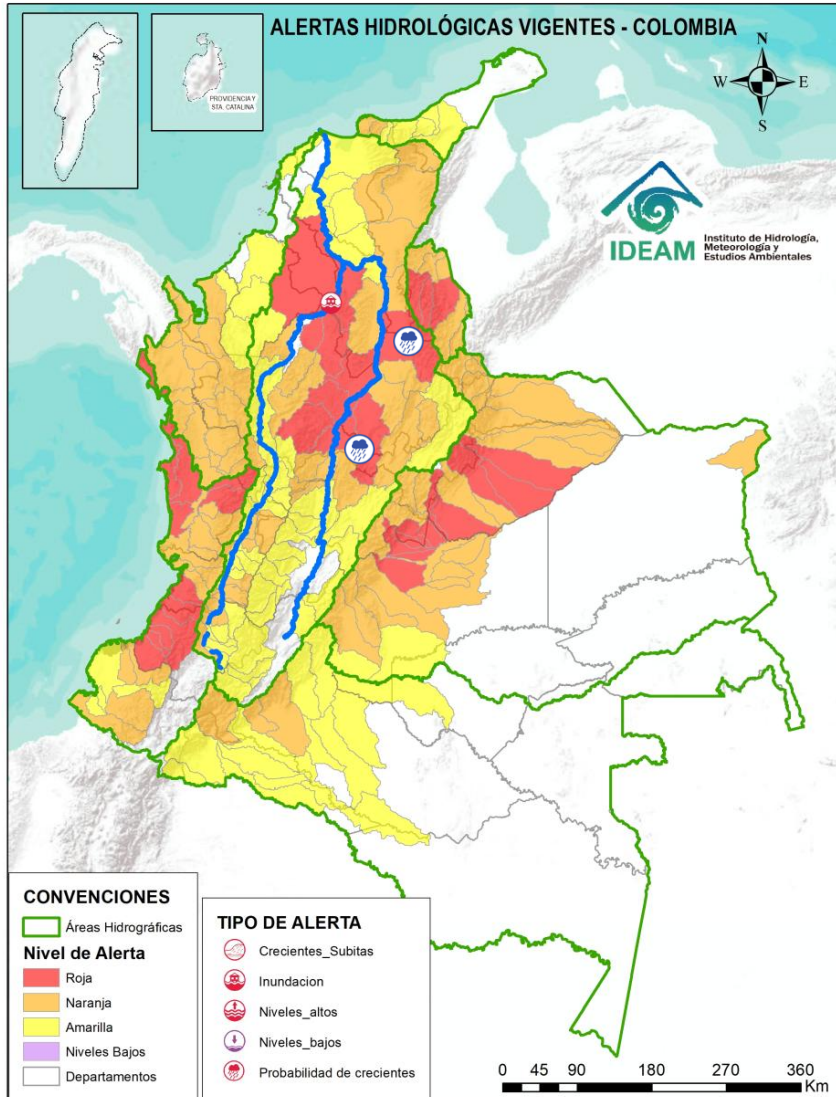 ALERTAS HIDROLÓGICAS VIGENTES - COLOMBIA
PROVIDENCIA Y
STA. CATALINA
N
W
E
S
IDEAM
Instituto de Hidrología,
Meteorología y
Estudios Ambientales
CONVENCIONES
Áreas Hidrográficas
Nivel de Alerta
Roja
Naranja
Amarilla
Niveles Bajos
Departamentos
TIPO DE ALERTA
Crecientes_Subitas
Inundacion
Niveles_altos
Niveles_bajos
Probabilidad de crecientes
0 45 90 180 270 360
Km